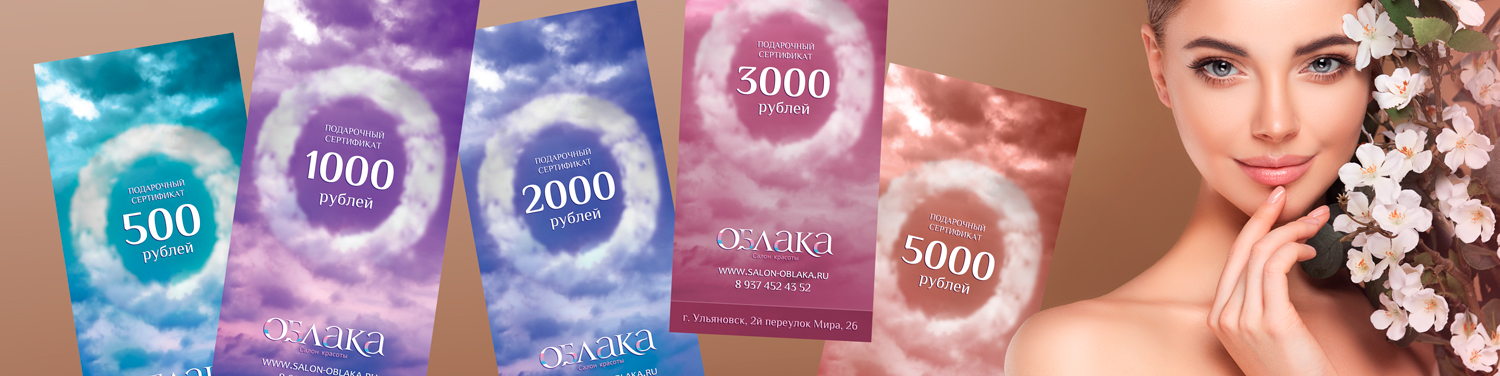 ПОДАРОЧНЫЙ
СЕРТИФИКАТ
500
рублей
ПОДАРОЧНЫЙ
СЕРТИФИКАТ
1000
рублей
ОБЛАКА
Салон красоты
WWW.SALON-OBLAKA.RU
ПОДАРОЧНЫЙ
СЕРТИФИКАТ
2000
рублей
ОБЛАКА
Салон красоты
ПОДАРОЧНЫЙ
СЕРТИФИКАТ
3000
рублей
ОБЛАКА
Салон красоты
WWW.SALON-OBLAKA.RU
8 937 452 43 52
г. Ульяновск, 2й переулок Мира, 26
ПОДАРОЧНЫЙ
СЕРТИФИКАТ
5000
рублей